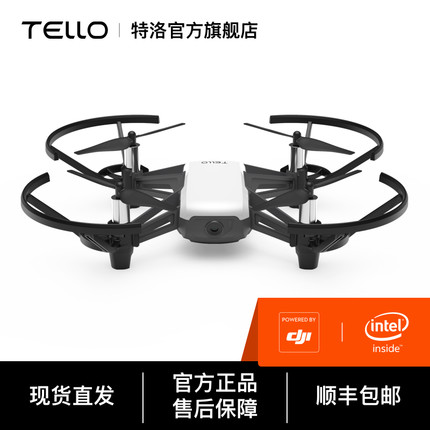 TELLO 特洛官方旗舰店
TELLO
POWERED BY
dji
intel
inside™
现货直发
官方正品
售后保障
顺丰包邮